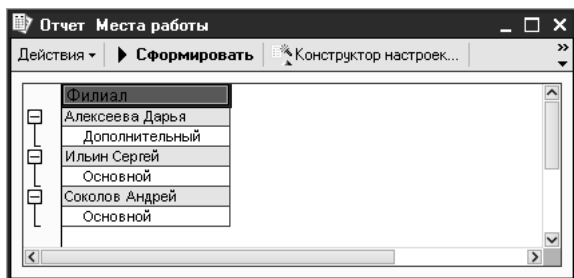 Отчет Места работы
Действия Сформировать Конструктор настроек...
Филиал
Алексеева Дарья
Дополнительный
Ильин Сергей
Основной
Соколов Андрей
Основной